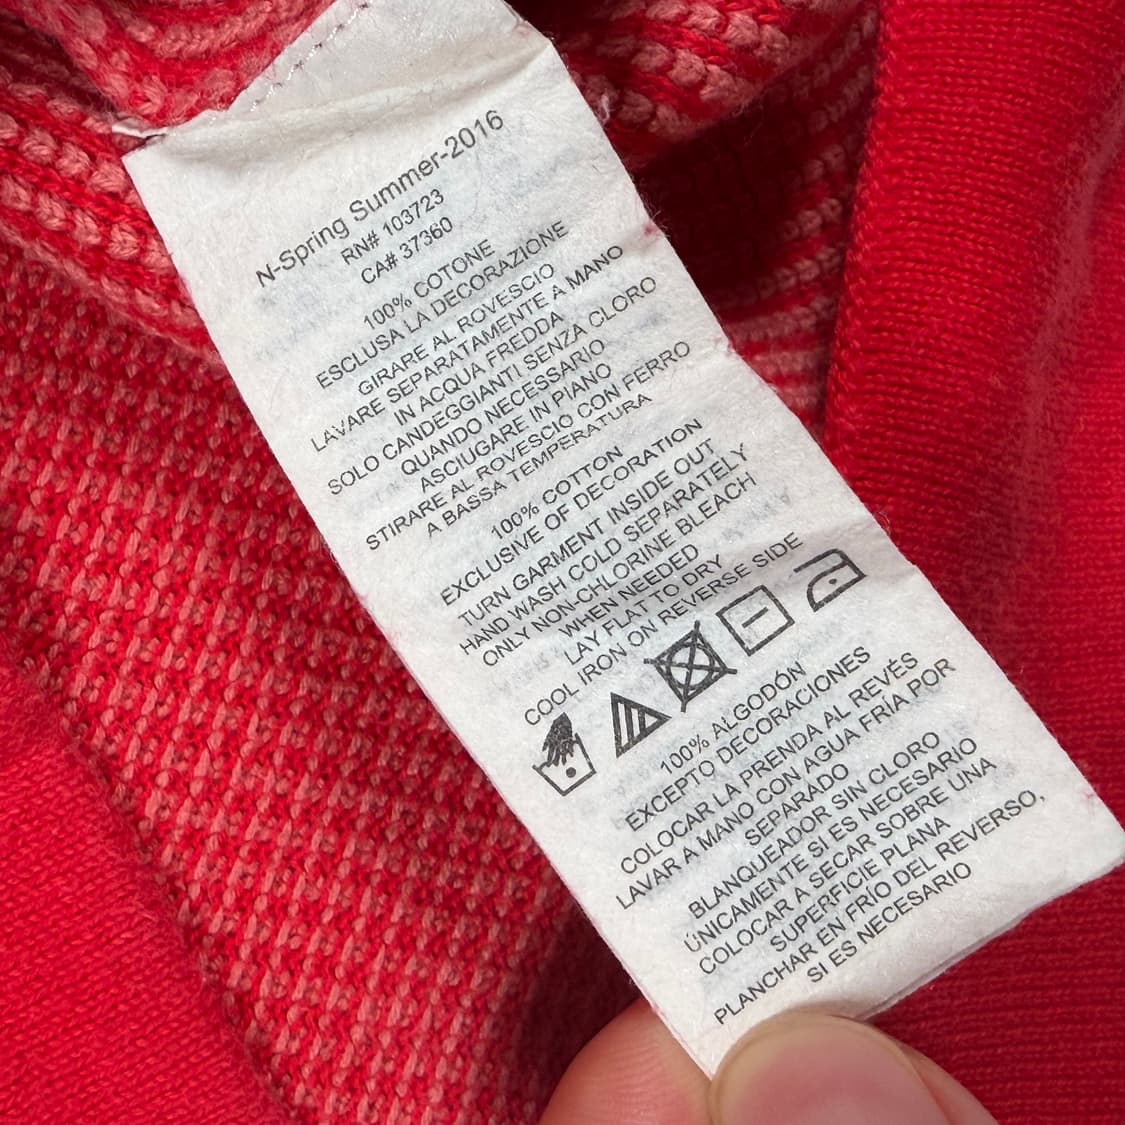 N-Spring Summer-2016
RN# 103723
CA# 37360
100% COTONE
ESCLUSA LA DECORAZIONE
GIRARE AL ROVESCIO
LAVARE SEPARATAMENTE A MANO
IN ACQUA FREDDA
SOLO CANDEGGIANTI SENZA CLORO
QUANDO NECESSARIO
ASCIUGARE IN PIANO
STIRARE AL ROVESCIO CON FERRO
A BASSA TEMPERATURA
100% COTTON
EXCLUSIVE OF DECORATION
TURN GARMENT INSIDE OUT
HAND WASH COLD SEPARATELY
ONLY NON-CHLORINE BLEACH
WHEN NEEDED
LAY FLAT TO DRY
COOL IRON ON REVERSE SIDE
100% ALGODÓN
EXCEPTO DECORACIONES
COLOCAR LA PRENDA AL REVÉS
LAVAR A MANO CON AGUA FRÍA POR
SEPARADO
BLANQUEADOR SIN CLORO
ÚNICAMENTE SI ES NECESARIO
COLOCAR A SECAR SOBRE UNA
SUPERFICIE PLANA
PLANCHAR EN FRÍO DEL REVERSO,
SI ES NECESARIO